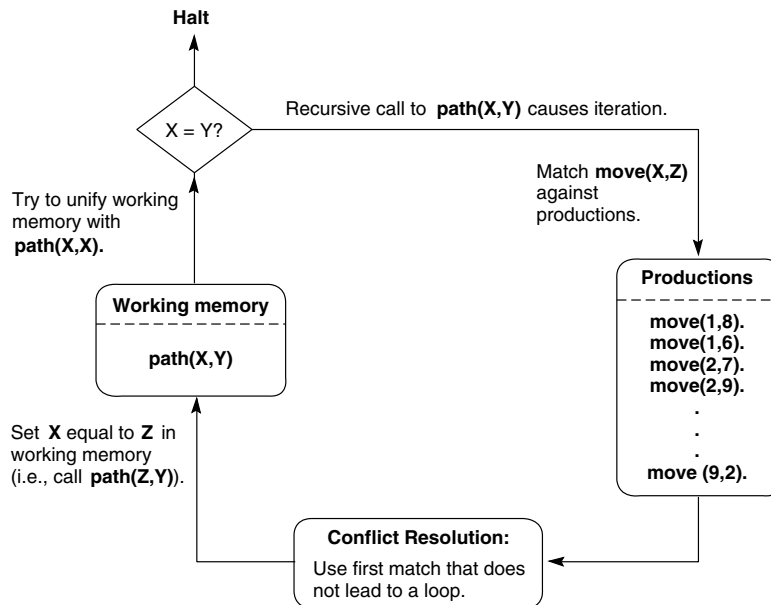 Halt
X = Y?
Recursive call to path(X,Y) causes iteration.
Match move(X,Z)
against
productions.
Try to unify working
memory with
path(X,X).
Working memory
path(X,Y)
Productions
move(1,8).
move(1,6).
move(2,7).
move(2,9).
.
.
.
move (9,2).
Set X equal to Z in
working memory
(i.e., call path(Z,Y)).
Conflict Resolution:
Use first match that does
not lead to a loop.